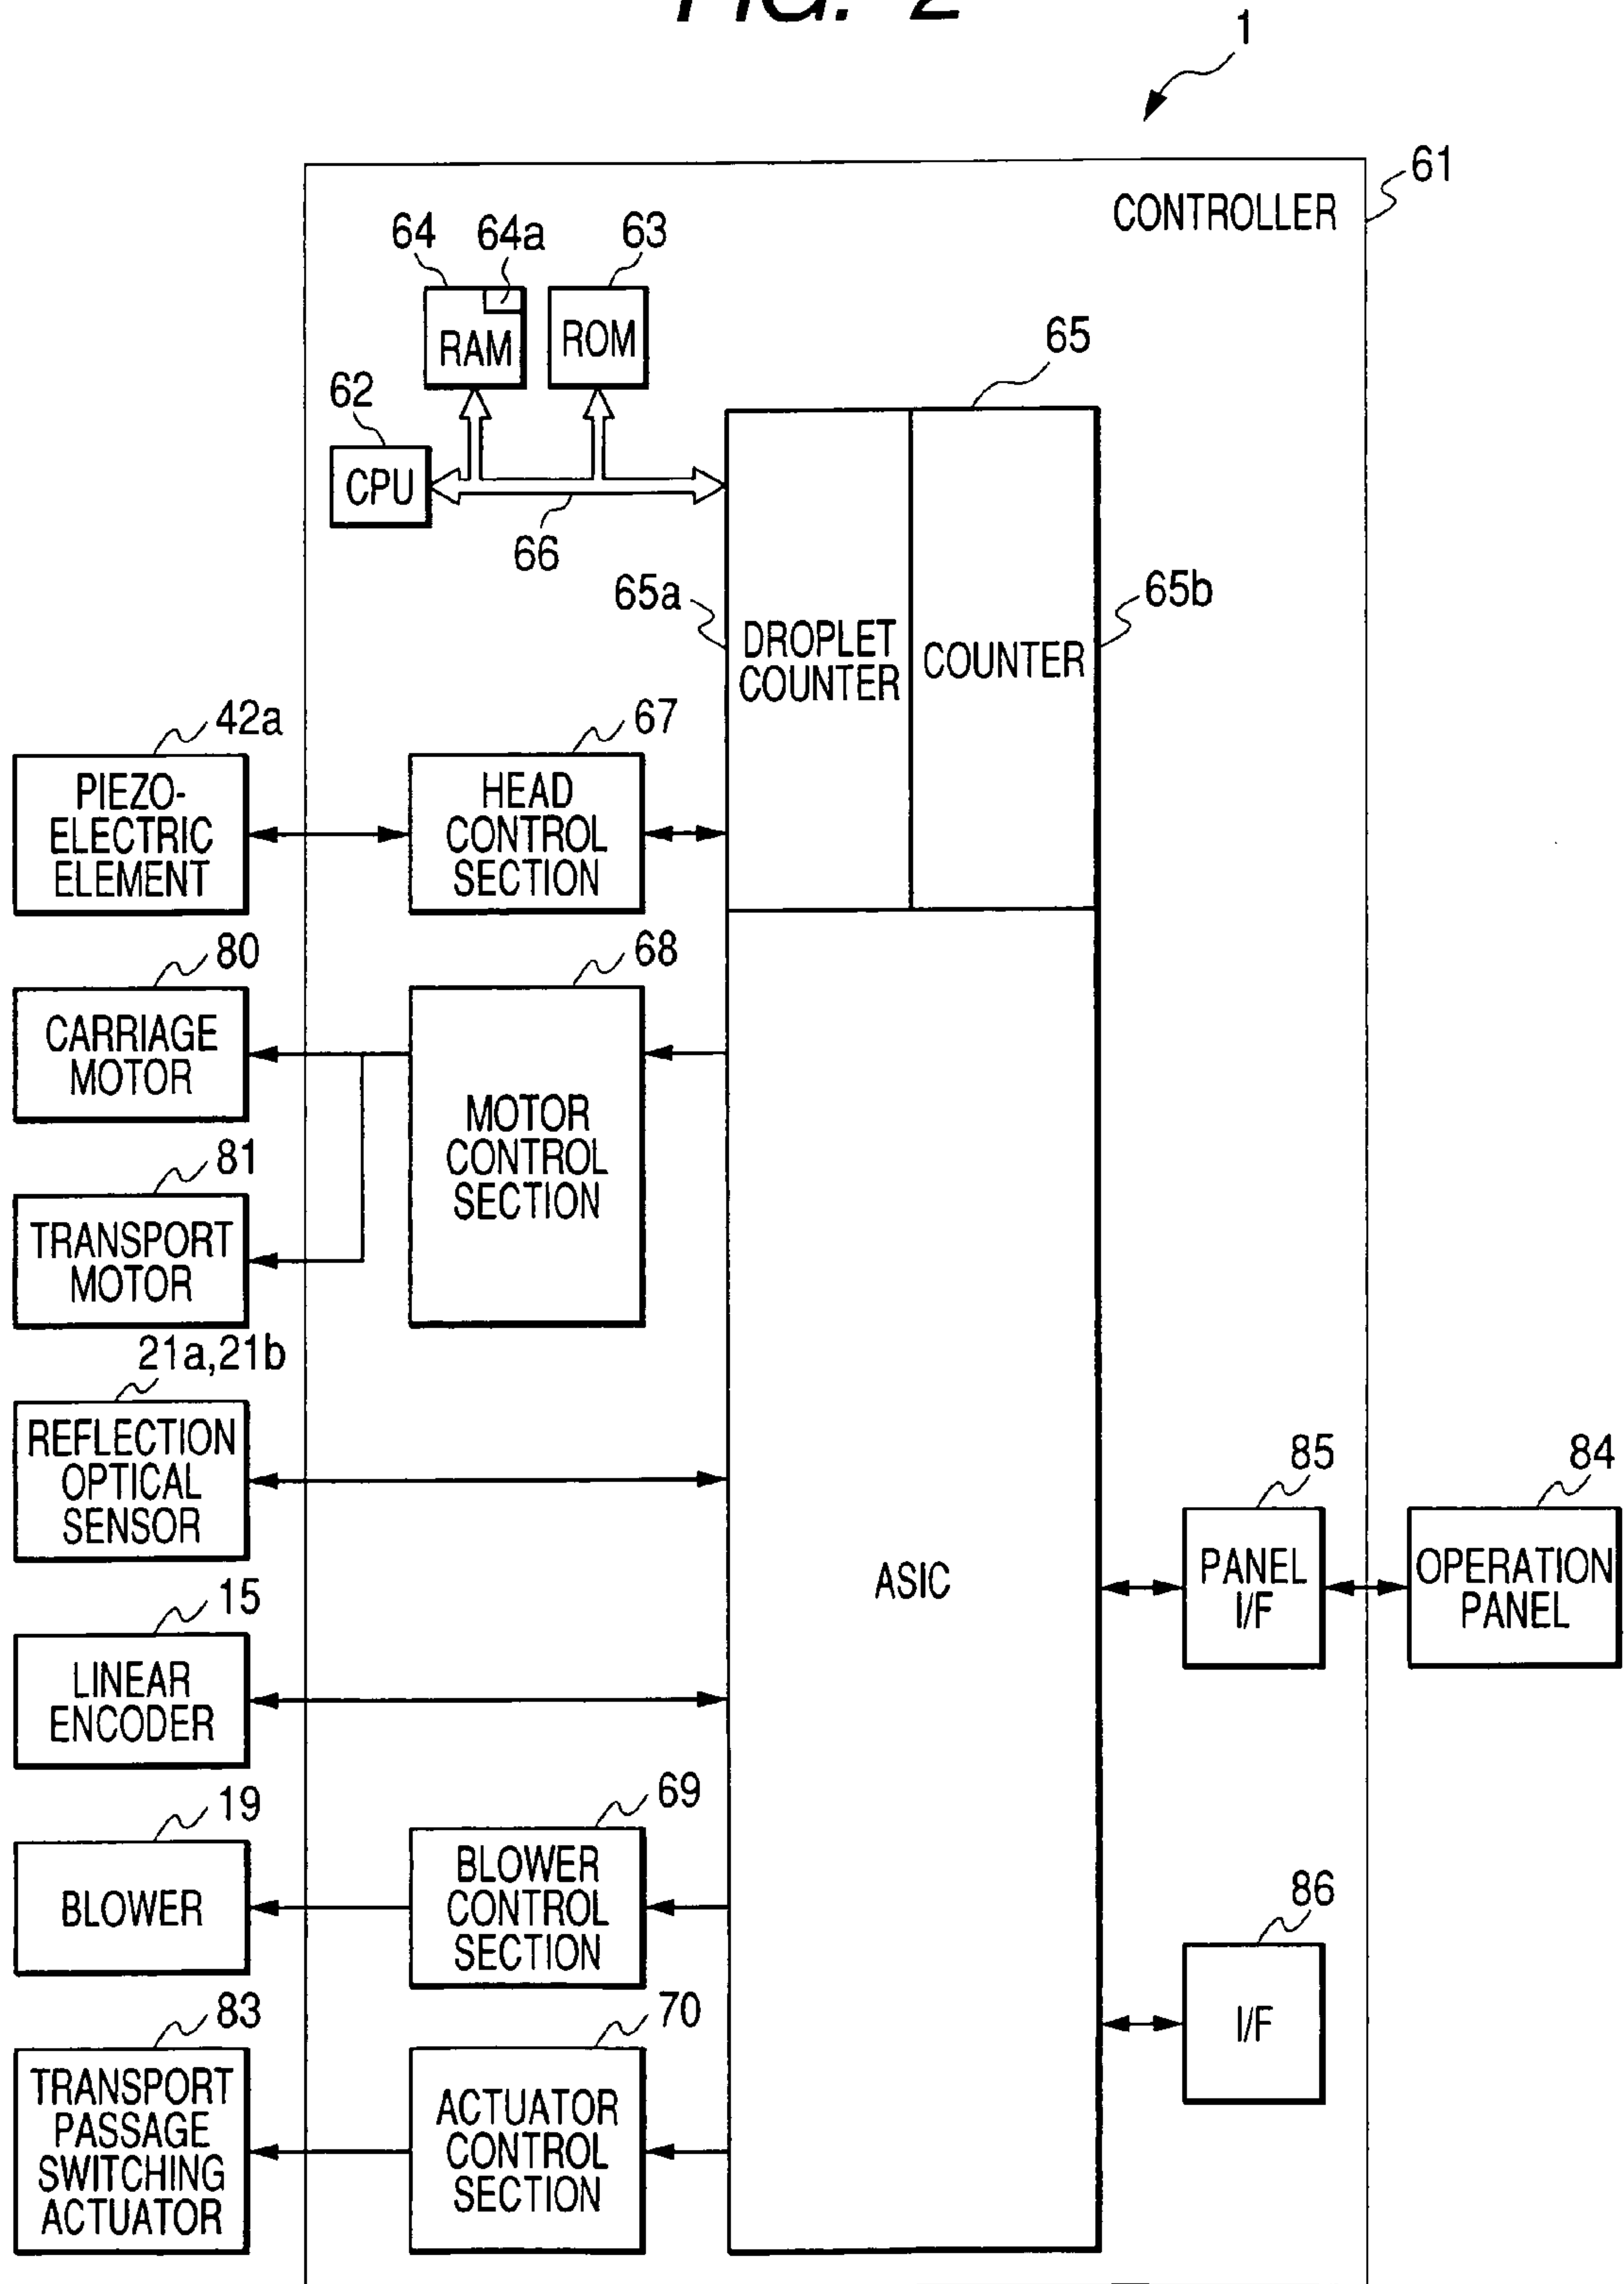 FIG. 2
1
61
CONTROLLER
64
64a
63
RAM
ROM
65
62
CPU
66
65a
65b
DROPLET
COUNTER
COUNTER
42a
67
PIEZO-
ELECTRIC
ELEMENT
HEAD
CONTROL
SECTION
80
68
CARRIAGE
MOTOR
MOTOR
CONTROL
SECTION
81
TRANSPORT
MOTOR
21a,21b
REFLECTION
OPTICAL
SENSOR
85
84
ASIC
PANEL
I/F
OPERATION
PANEL
15
LINEAR
ENCODER
19
69
BLOWER
BLOWER
CONTROL
SECTION
86
I/F
83
70
TRANSPORT
PASSAGE
SWITCHING
ACTUATOR
ACTUATOR
CONTROL
SECTION